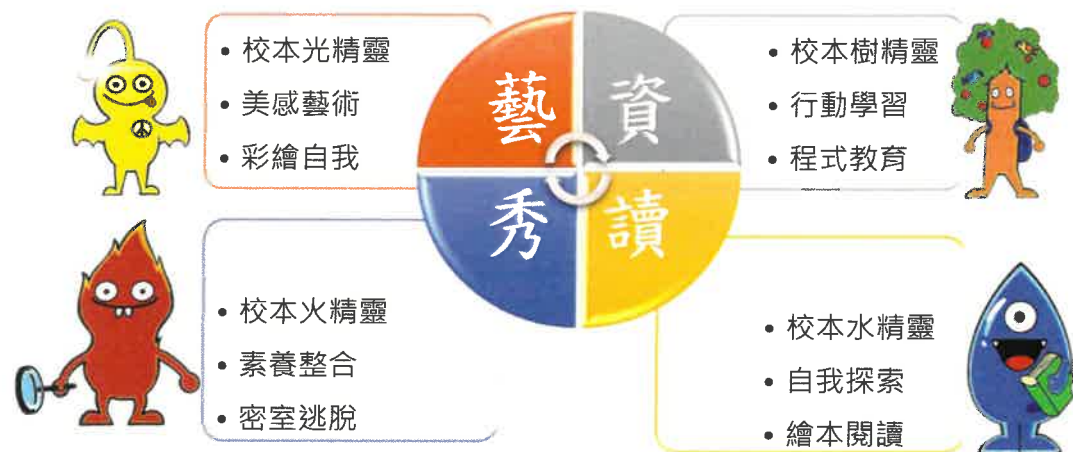 • 校本光精靈
• 美感藝術
• 彩繪自我
藝
資
• 校本樹精靈
• 行動學習
• 程式教育
秀
讀
• 校本火精靈
• 素養整合
• 密室逃脫
• 校本水精靈
• 自我探索
• 繪本閱讀